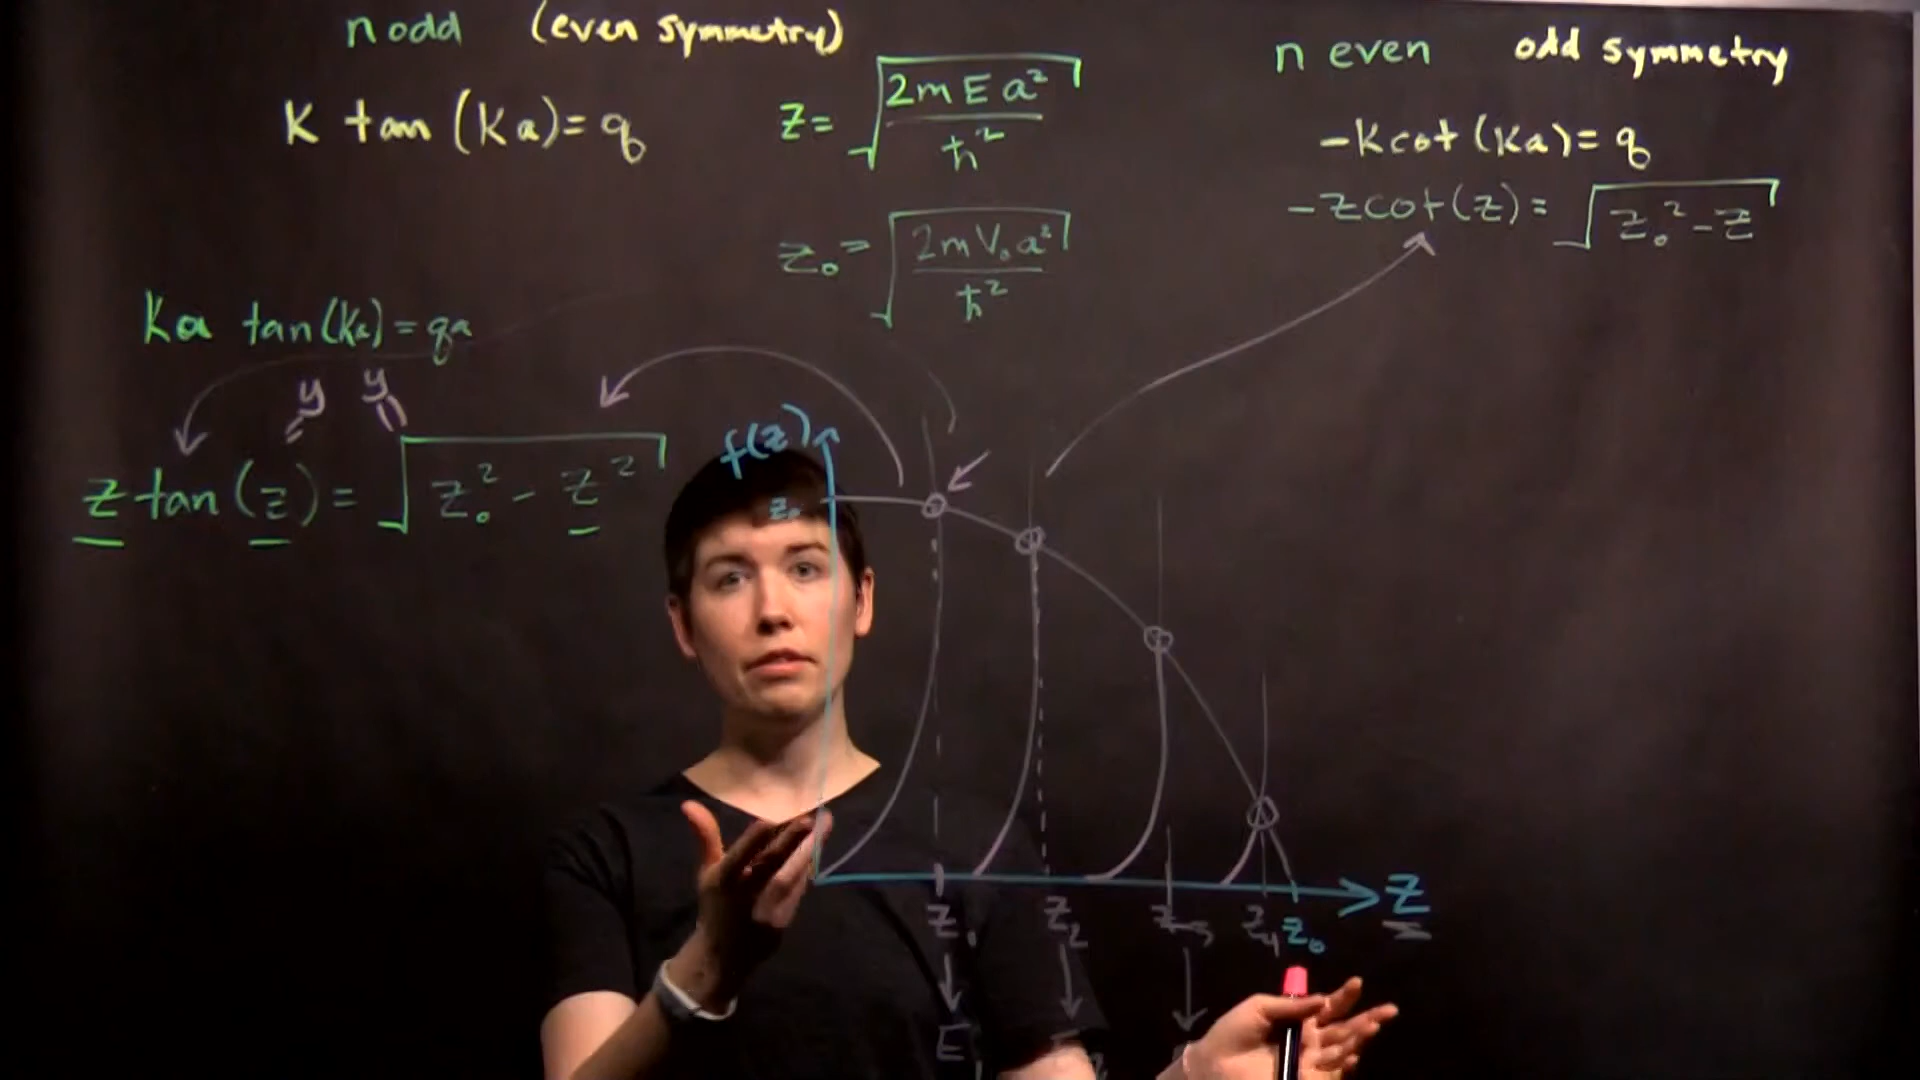 n odd (even symmetry)
K tan (Ka) = q
Ka tan(Ka) = qa
y y
z tan(z) = √(z₀² - z²)
z = √(2mEa²/ħ²)
z₀ = √(2mV₀a²/ħ²)
n even odd symmetry
-K cot (Ka) = q
-z cot(z) = √(z₀² - z)
f(z)
z₀
z
z₁ z₂ z₃ z₄ z₀
E₁